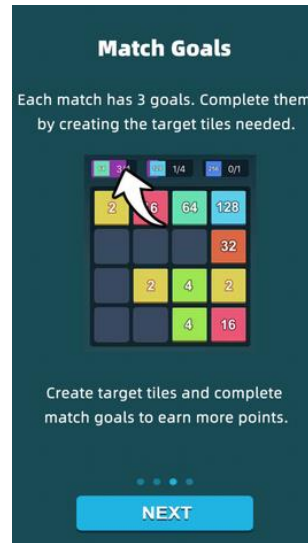 Match Goals
Each match has 3 goals. Complete them
by creating the target tiles needed.
1/4 0/1
2 64 128
32
2 4 2
4 16
Create target tiles and complete
match goals to earn more points.
NEXT